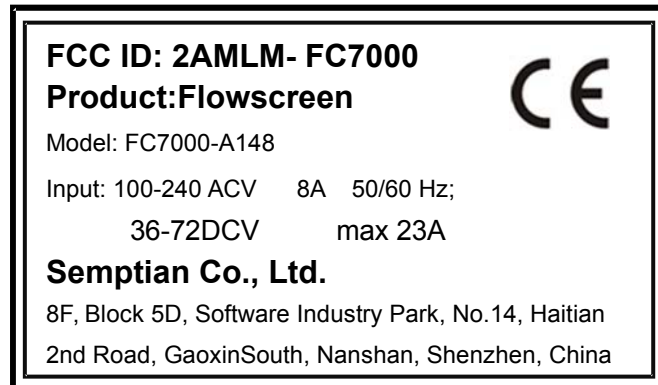 FCC ID: 2AMLM- FC7000
Product:Flowscreen
CE
Model: FC7000-A148
Input: 100-240 ACV 8A 50/60 Hz;
36-72DCV max 23A
Semptian Co., Ltd.
8F, Block 5D, Software Industry Park, No.14, Haitian
2nd Road, GaoxinSouth, Nanshan, Shenzhen, China